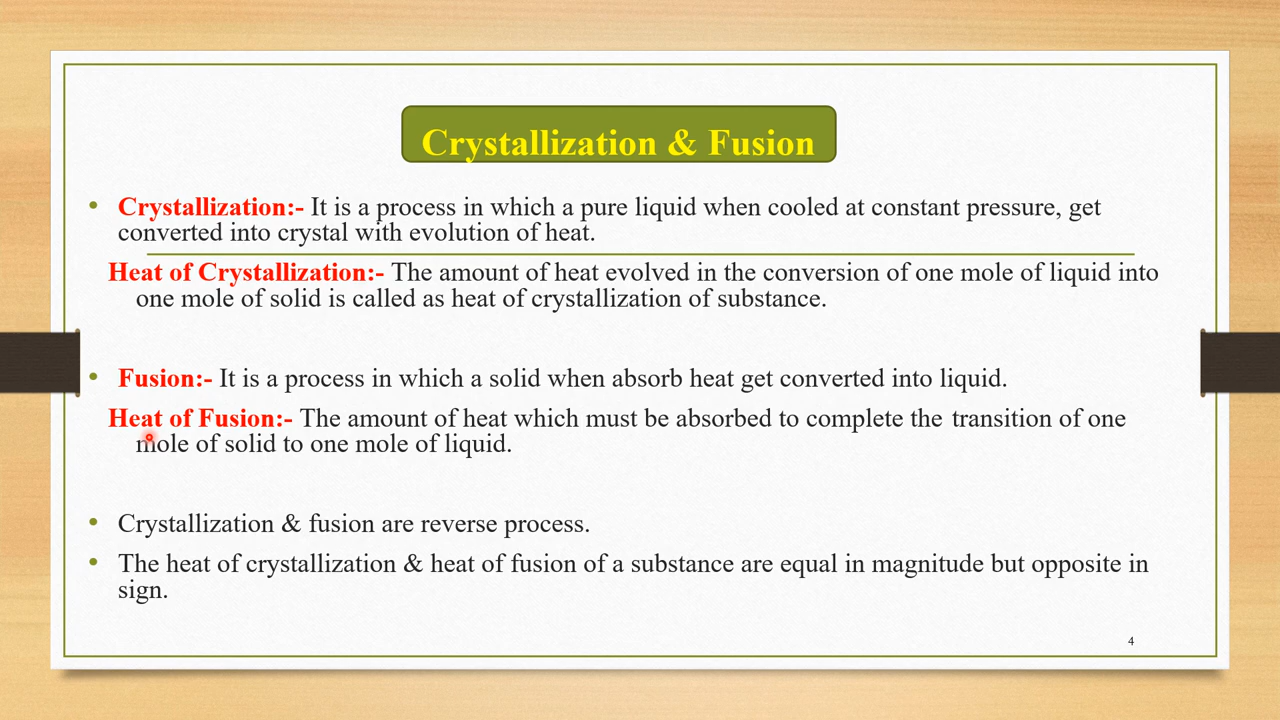 Crystallization & Fusion
• Crystallization:- It is a process in which a pure liquid when cooled at constant pressure, get
converted into crystal with evolution of heat.
Heat of Crystallization:- The amount of heat evolved in the conversion of one mole of liquid into
one mole of solid is called as heat of crystallization of substance.
• Fusion:- It is a process in which a solid when absorb heat get converted into liquid.
Heat of Fusion:- The amount of heat which must be absorbed to complete the transition of one
mole of solid to one mole of liquid.
• Crystallization & fusion are reverse process.
• The heat of crystallization & heat of fusion of a substance are equal in magnitude but opposite in
sign.
4